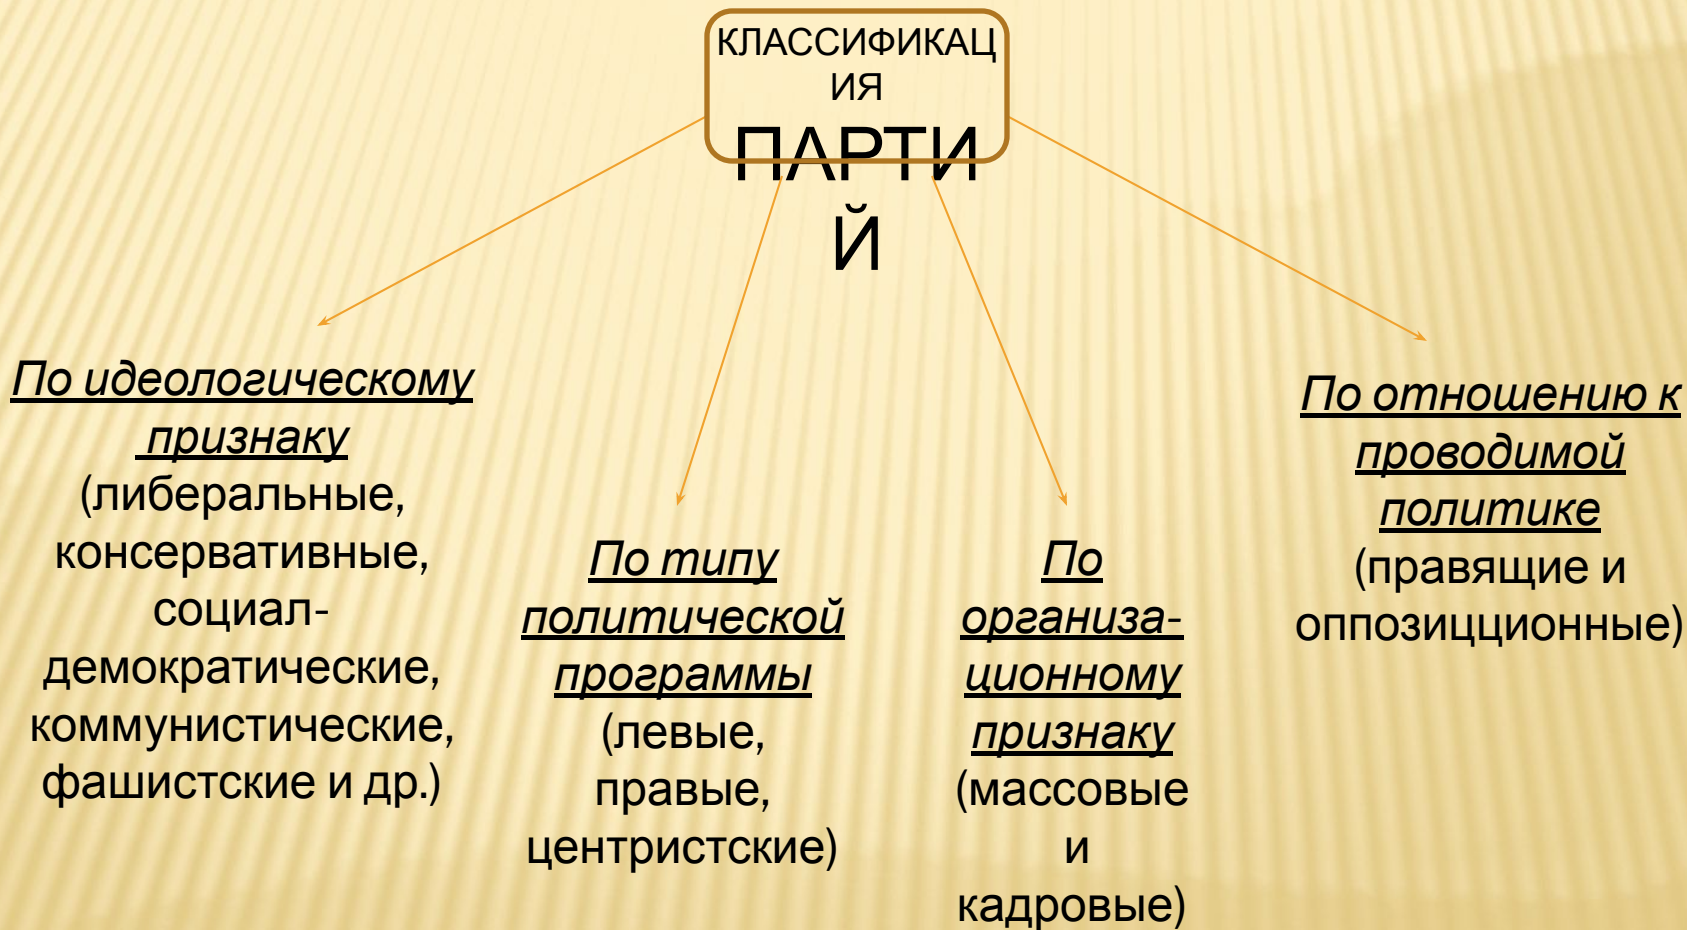 КЛАССИФИКАЦ
ИЯ
ПАРТИ
Й
По идеологическому
признаку
(либеральные,
консервативные,
социал-
демократические,
коммунистические,
фашистские и др.)
По типу
политической
программы
(левые,
правые,
центристские)
По
организа-
ционному
признаку
(массовые
и
кадровые)
По отношению к
проводимой
политике
(правящие и
оппозицционные)